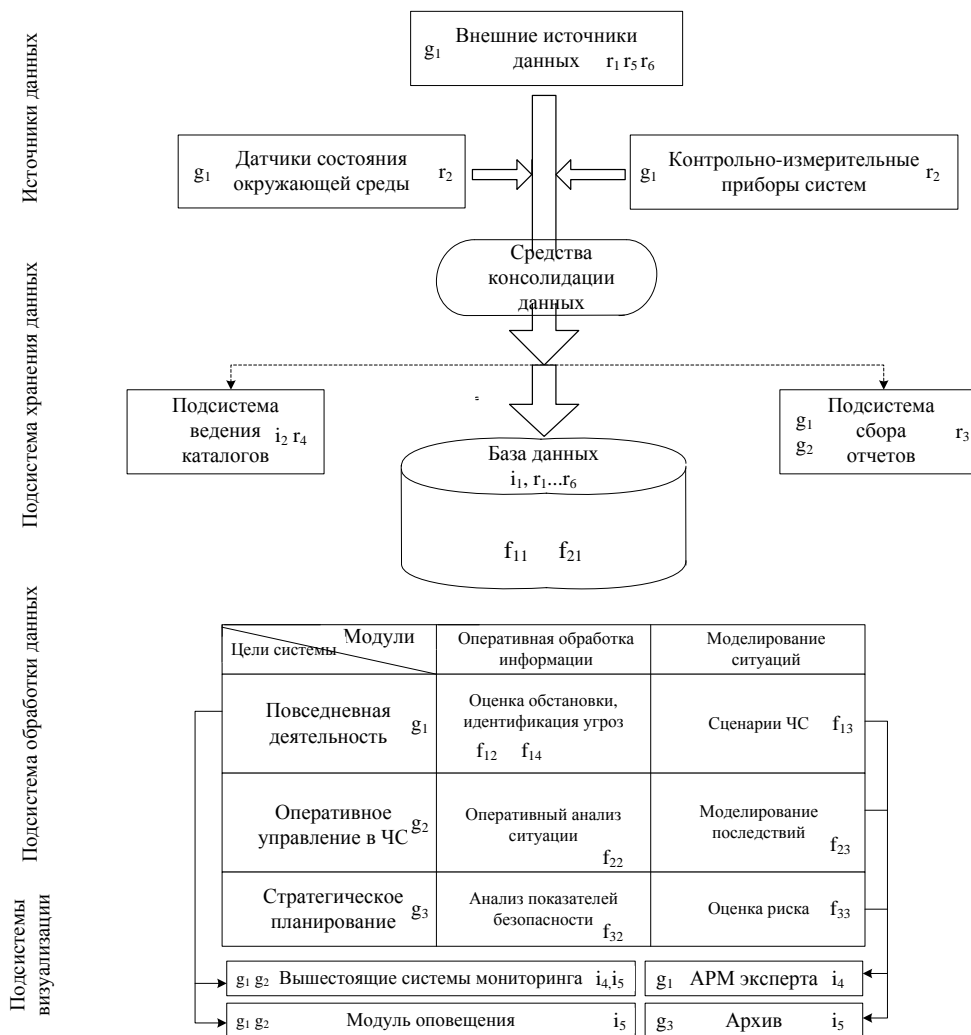 Источники данных
g1 Внешние источники
данных r1 r5 r6
g1 Датчики состояния
окружающей среды r2
g1 Контрольно-измерительные
приборы систем r2
Средства
консолидации
данных
Подсистема хранения данных
Подсистема
ведения
каталогов i2 r4
g1 Подсистема
g2 сбора
отчетов r3
База данных
i1, r1...r6
f11 f21
Подсистема обработки данных
Модули
Цели системы
Оперативная обработка
информации
Моделирование
ситуаций
Повседневная
деятельность g1
Оценка обстановки,
идентификация угроз
f12 f14
Сценарии ЧС f13
Оперативное
управление в ЧС g2
Оперативный анализ
ситуации
f22
Моделирование
последствий
f23
Стратегическое
планирование g3
Анализ показателей
безопасности
f32
Оценка риска f33
Подсистемы
визуализации
g1 g2 Вышестоящие системы мониторинга i4,i5
g1 АРМ эксперта i4
g1 g2 Модуль оповещения i5
g3 Архив i5